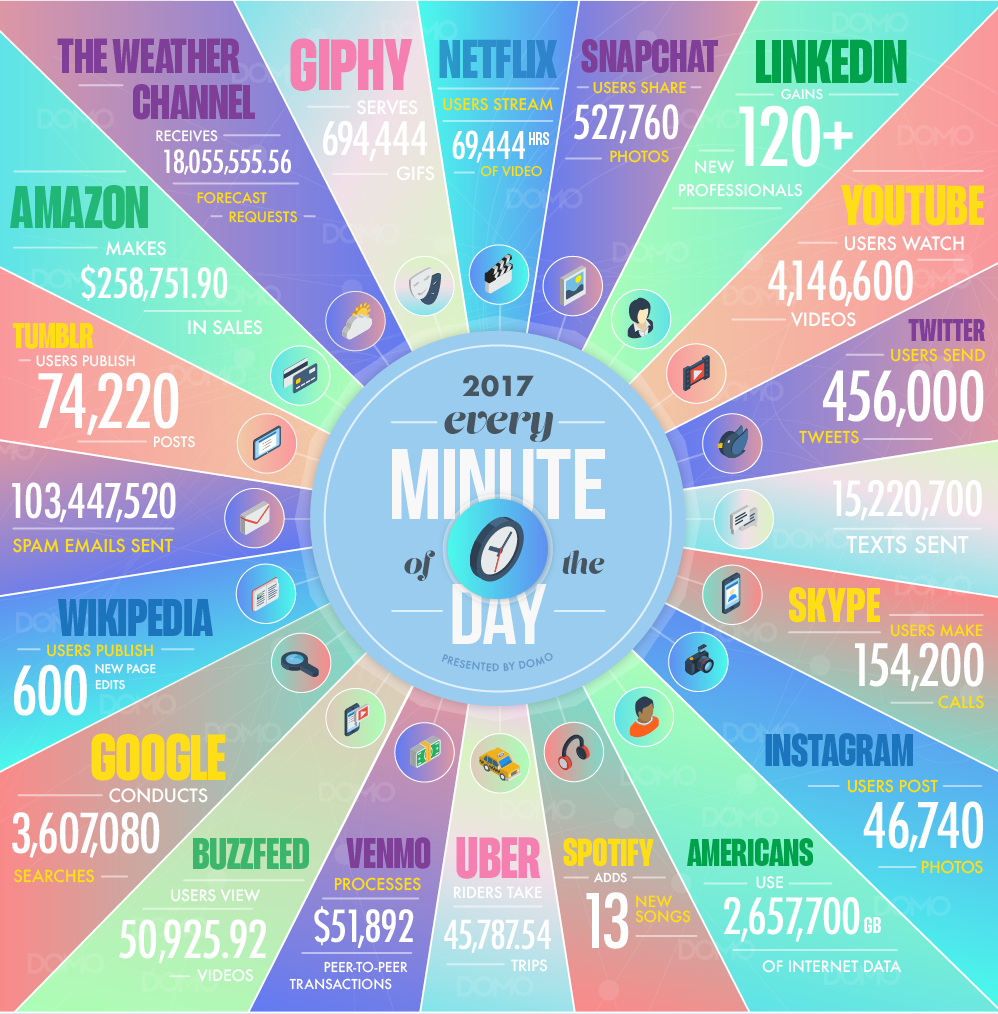 THE WEATHER
CHANNEL
RECEIVES
18,055,555.56
FORECAST
REQUESTS
GIPHY
SERVES
694,444
GIFS
NETFLIX
USERS STREAM
69,444 HRS
OF VIDEO
SNAPCHAT
USERS SHARE
527,760
PHOTOS
LINKEDIN
GAINS
120+
NEW
PROFESSIONALS
YOUTUBE
USERS WATCH
4,146,600
VIDEOS
TWITTER
USERS SEND
456,000
TWEETS
15,220,700
TEXTS SENT
SKYPE
USERS MAKE
154,200
CALLS
INSTAGRAM
USERS POST
46,740
PHOTOS
AMERICANS
USE
2,657,700 GB
OF INTERNET DATA
SPOTIFY
ADDS
13 NEW
SONGS
UBER
RIDERS TAKE
45,787.54
TRIPS
VENMO
PROCESSES
$51,892
PEER-TO-PEER
TRANSACTIONS
BUZZFEED
USERS VIEW
50,925.92
VIDEOS
GOOGLE
CONDUCTS
3,607,080
SEARCHES
WIKIPEDIA
USERS PUBLISH
600 NEW PAGE
EDITS
103,447,520
SPAM EMAILS SENT
TUMBLR
USERS PUBLISH
74,220
POSTS
AMAZON
MAKES
$258,751.90
IN SALES
2017
every
MINUTE
of the
DAY
PRESENTED BY DOMO
DOMO